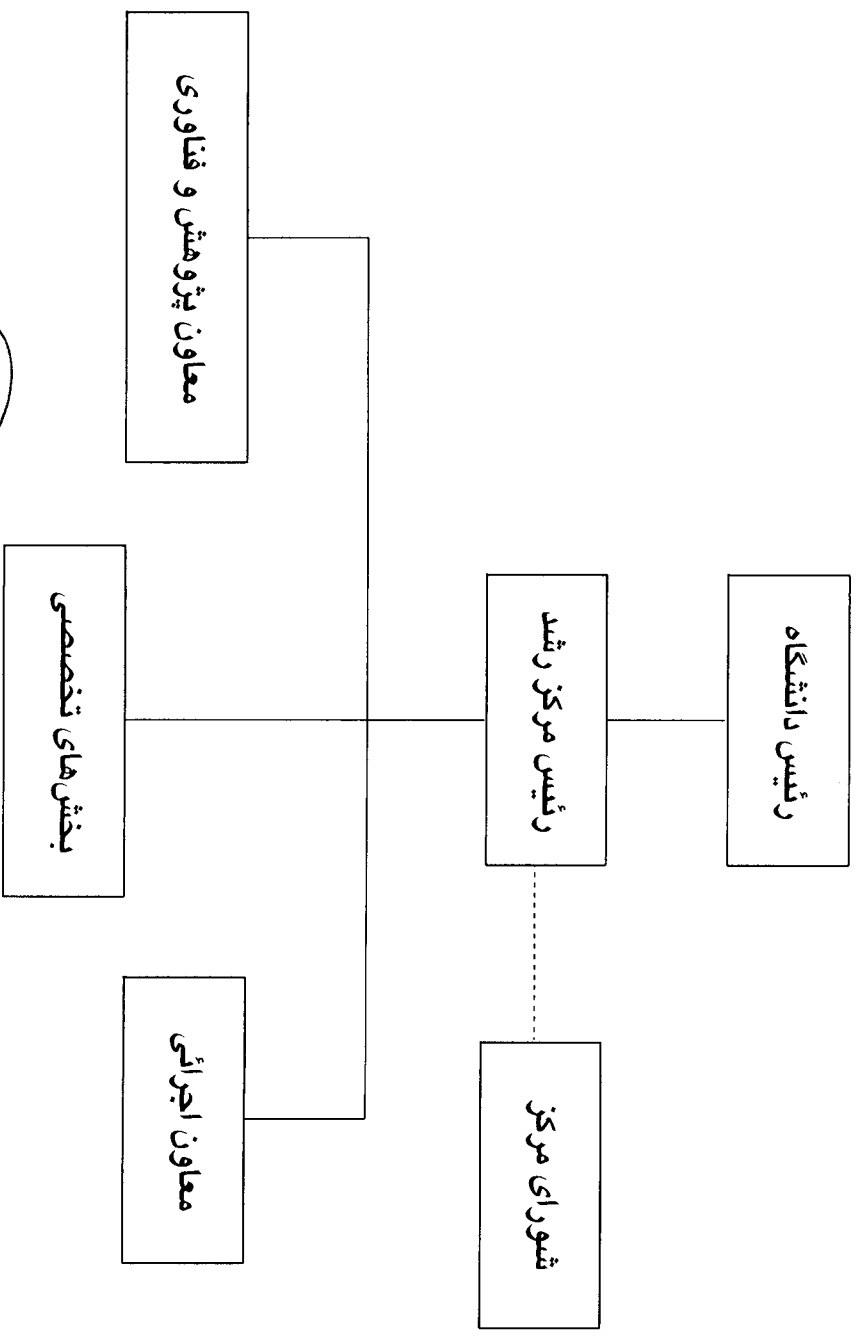 رئیس دانشگاه
رئیس مرکز رشد
شورای مرکز
معاون پژوهش و فناوری
بخش‌های تخصصی
معاون اجرائی